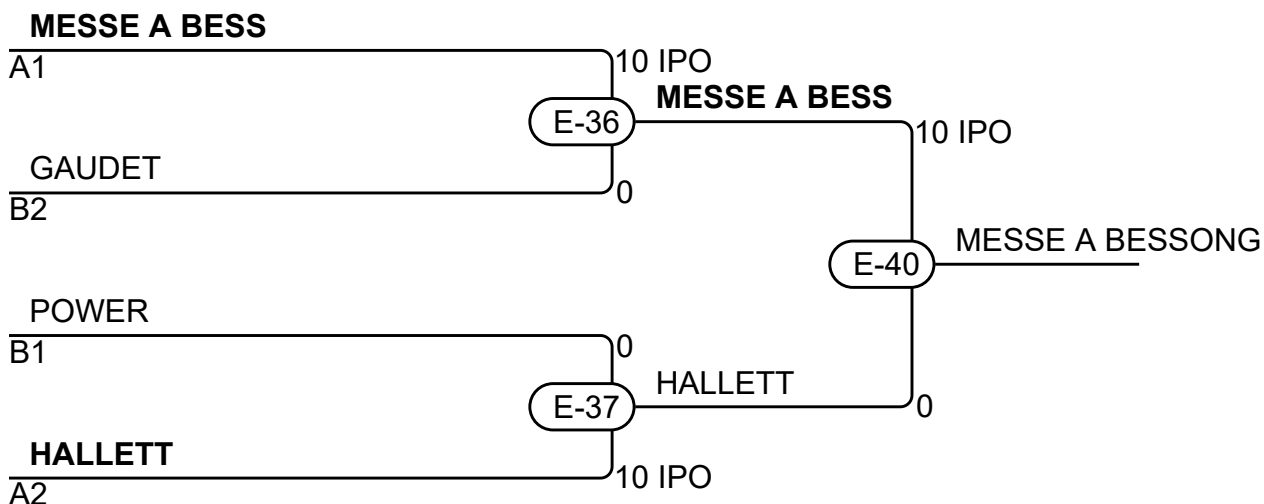 MESSE A BESS
A1
10 IPO
MESSE A BESS
E-36
10 IPO
GAUDET
B2
0
MESSE A BESSONG
E-40
POWER
B1
0
HALLETT
E-37
0
HALLETT
A2
10 IPO